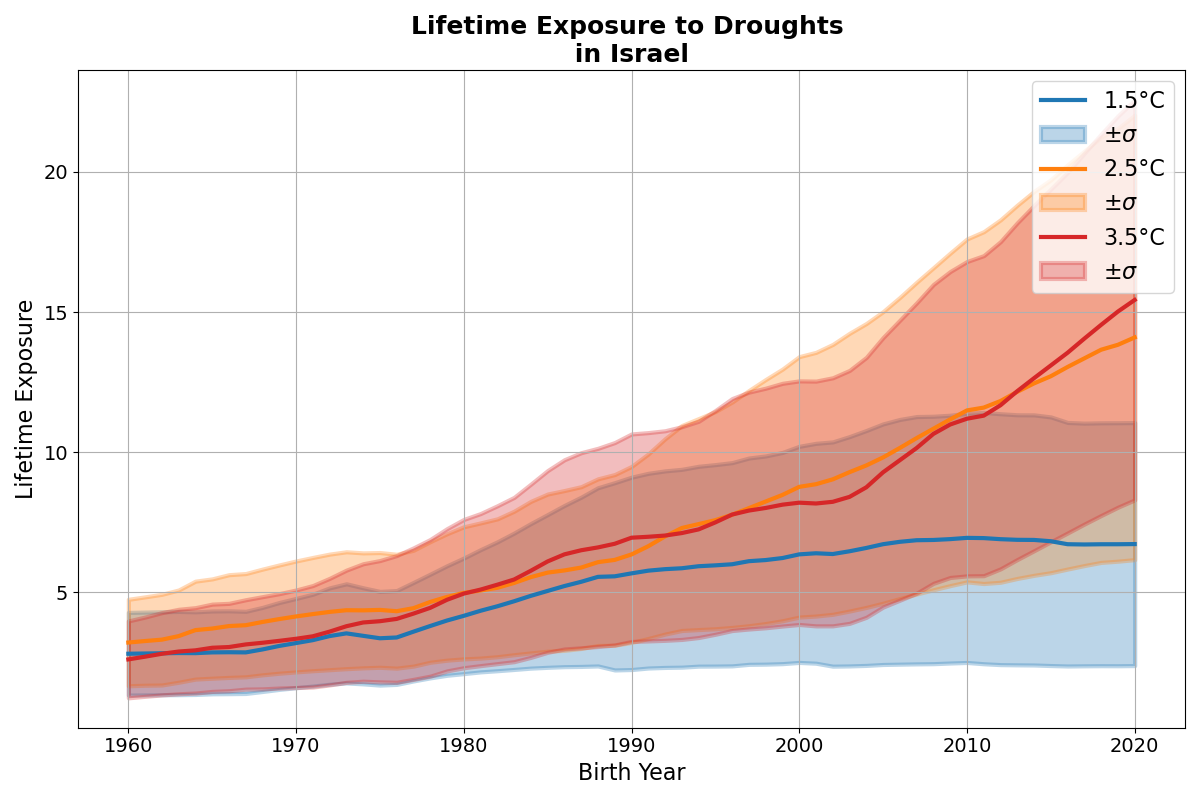 Lifetime Exposure to Droughts
in Israel
Lifetime Exposure
20
15
10
5
1960 1970 1980 1990 2000 2010 2020
Birth Year
1.5°C
±σ
2.5°C
±σ
3.5°C
±σ